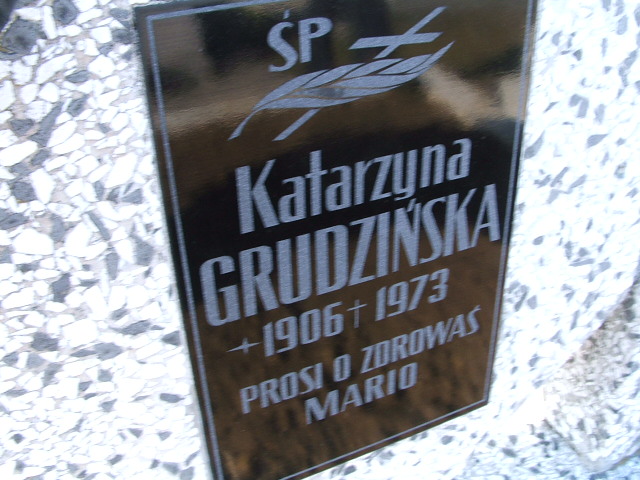 ŚP
Katarzyna
GRUDZIŃSKA
+1906 †1973
PROSI O ZDROWAŚ
MARIO